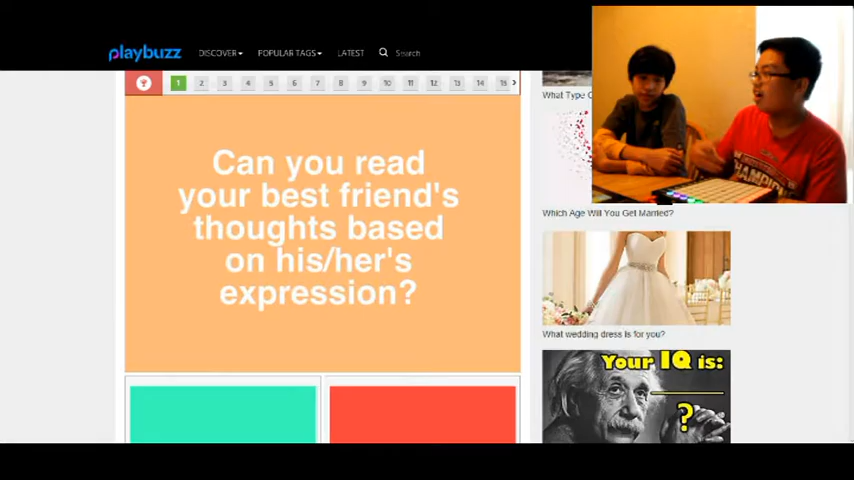 playbuzz DISCOVER POPULAR TAGS LATEST Search
1 2 3 4 5 6 7 8 9 10 11 12 13 14 15
Can you read
your best friend's
thoughts based
on his/her's
expression?
What Type
Which Age Will You Get Married?
What wedding dress is for you?
Your IQ is:
?
CHAMPIONS